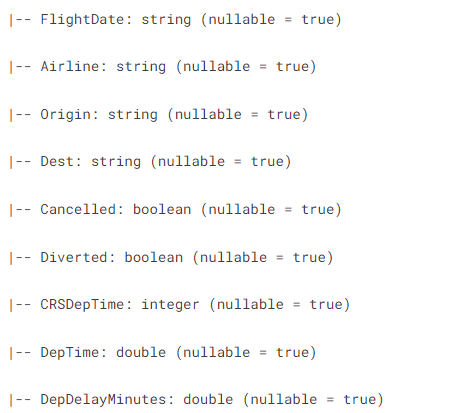 |-- FlightDate: string (nullable = true)
|-- Airline: string (nullable = true)
|-- Origin: string (nullable = true)
|-- Dest: string (nullable = true)
|-- Cancelled: boolean (nullable = true)
|-- Diverted: boolean (nullable = true)
|-- CRSDepTime: integer (nullable = true)
|-- DepTime: double (nullable = true)
|-- DepDelayMinutes: double (nullable = true)